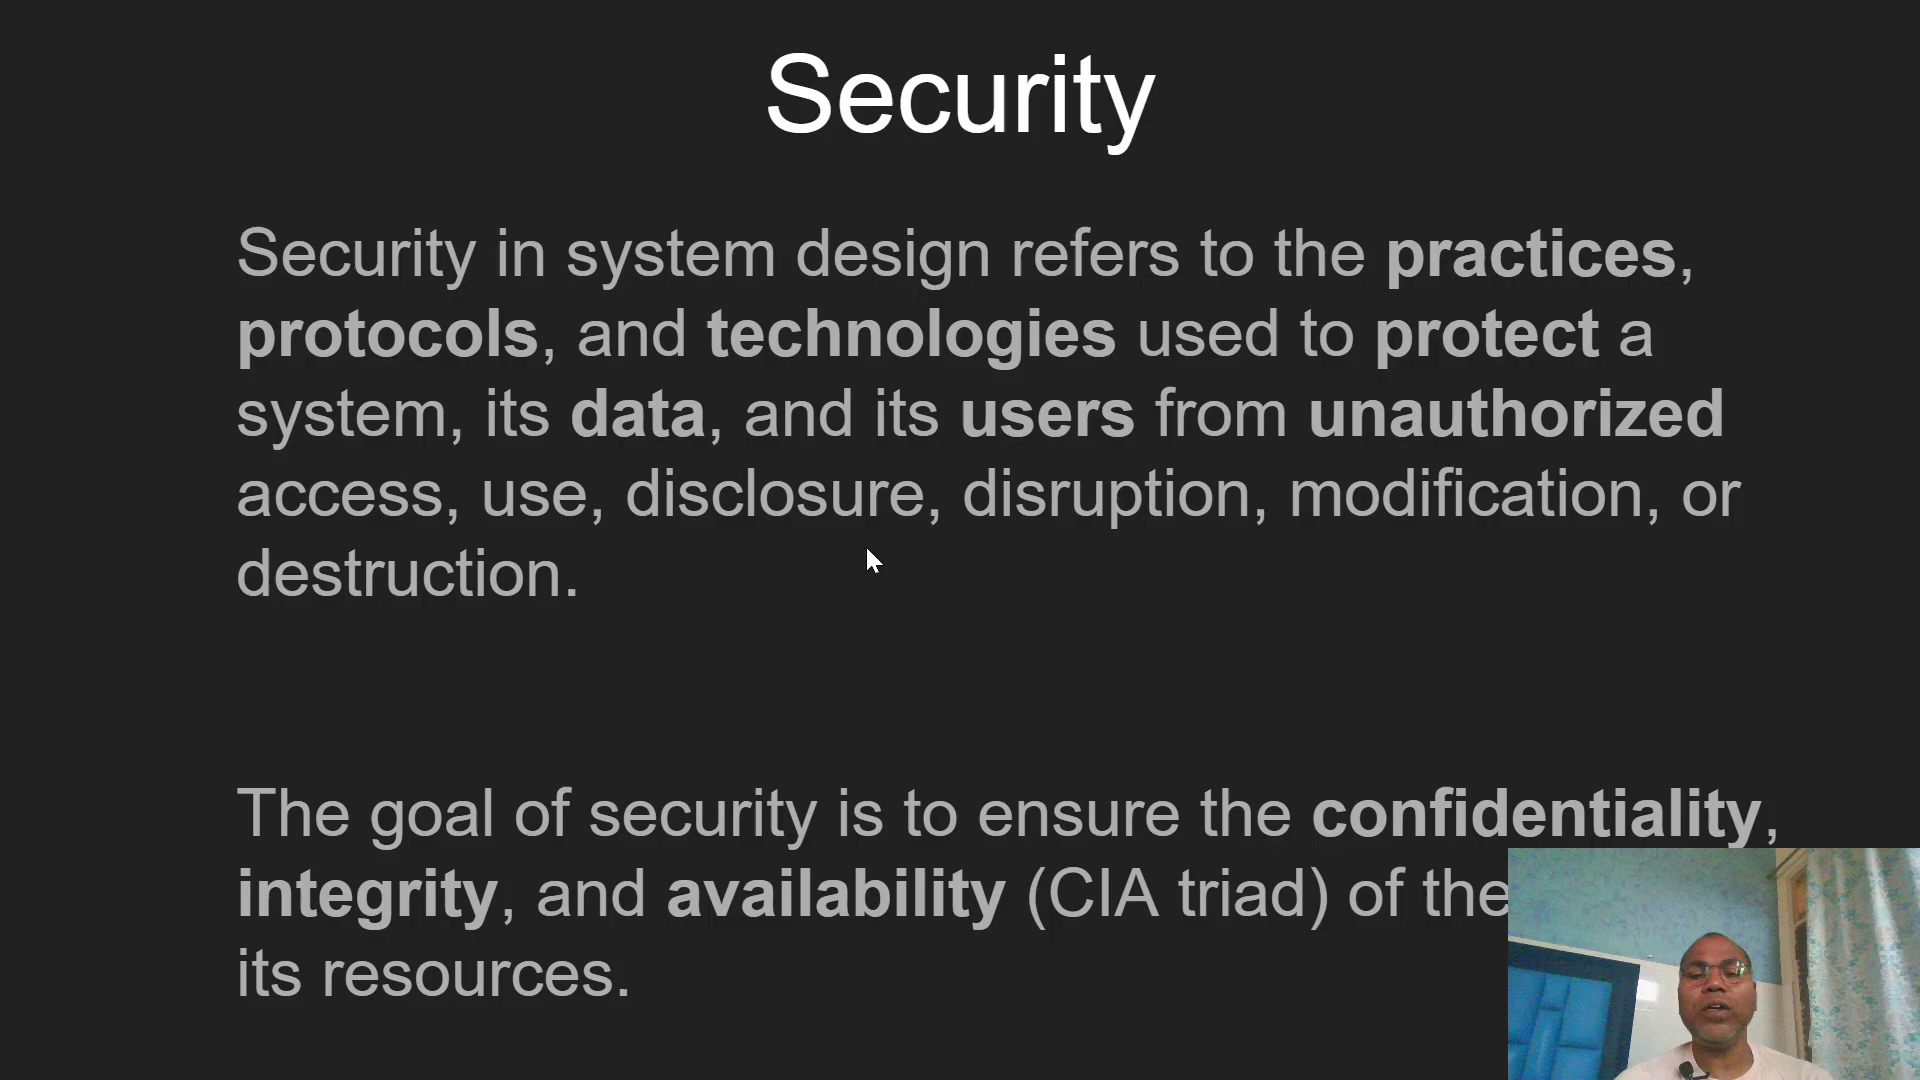 Security
Security in system design refers to the practices,
protocols, and technologies used to protect a
system, its data, and its users from unauthorized
access, use, disclosure, disruption, modification, or
destruction.
The goal of security is to ensure the confidentiality,
integrity, and availability (CIA triad) of the
its resources.